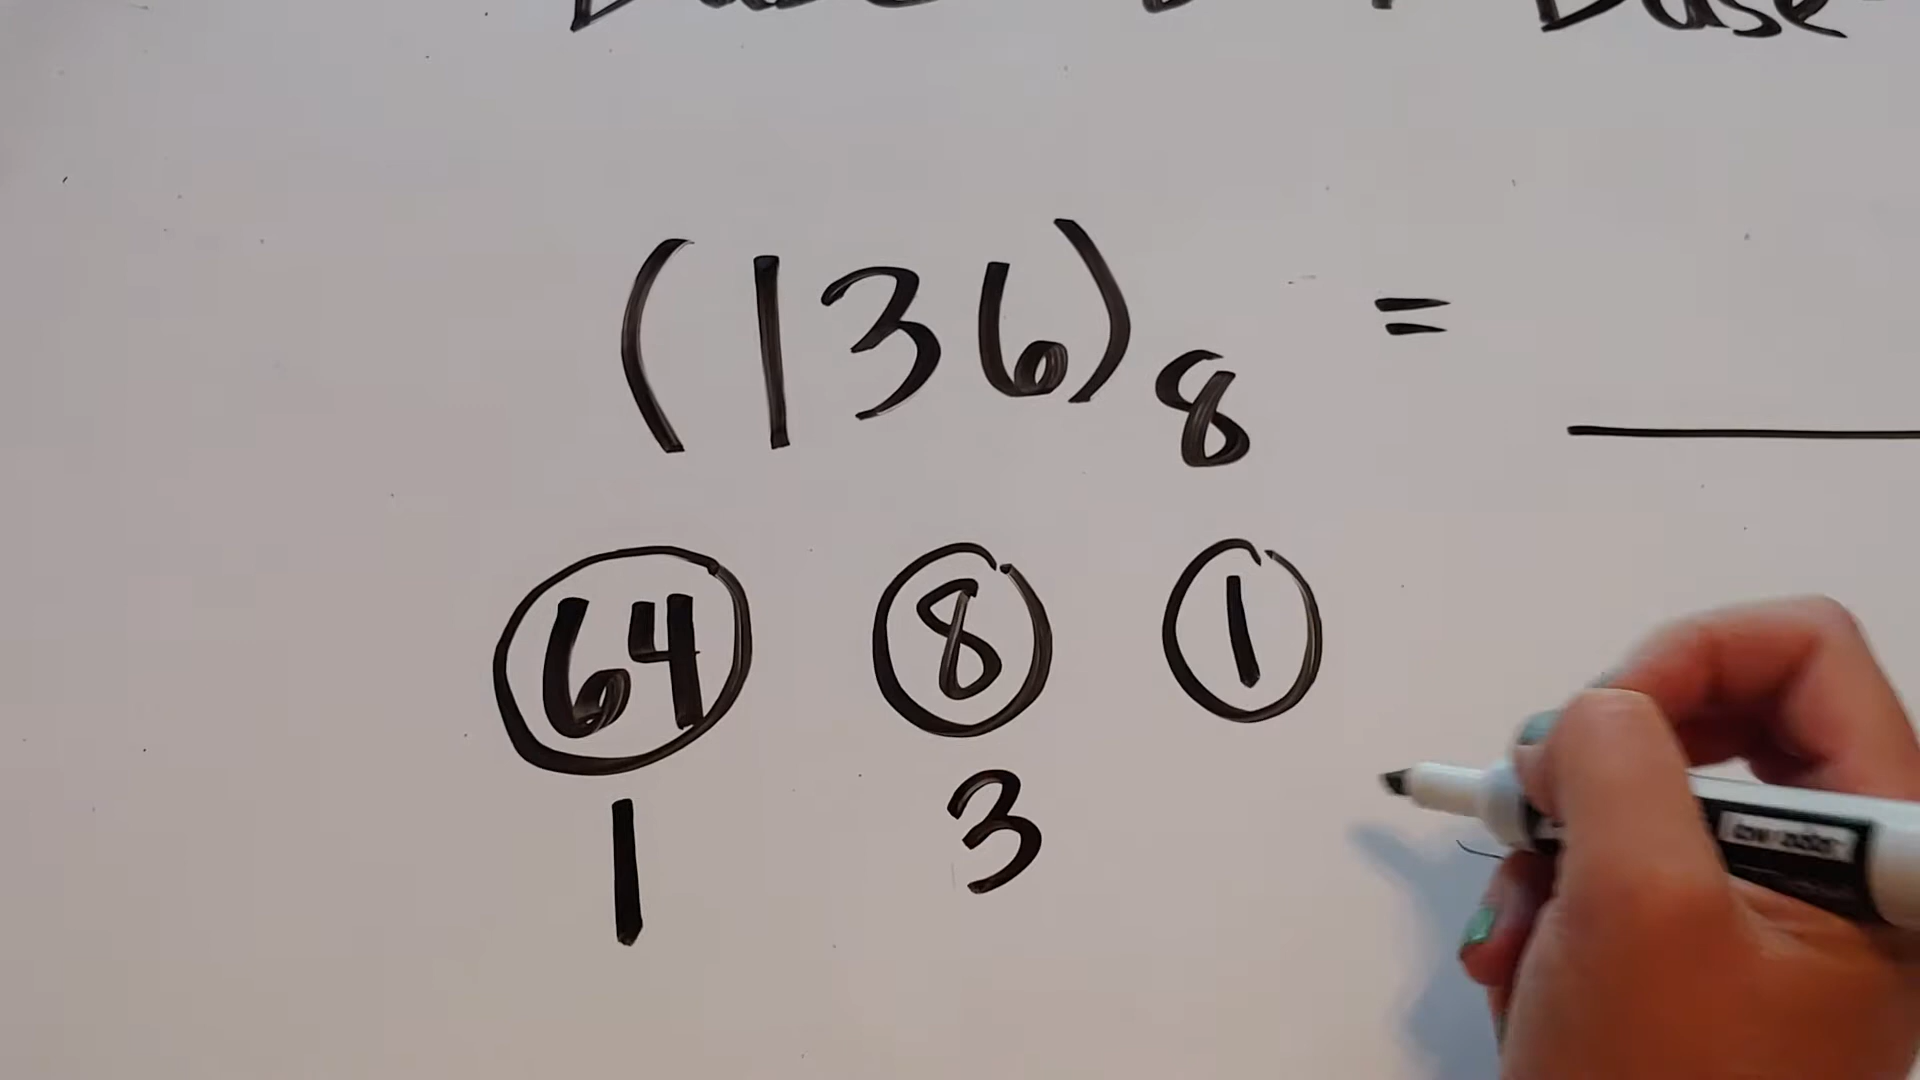 (136)₈ =
64 8 1
1 3